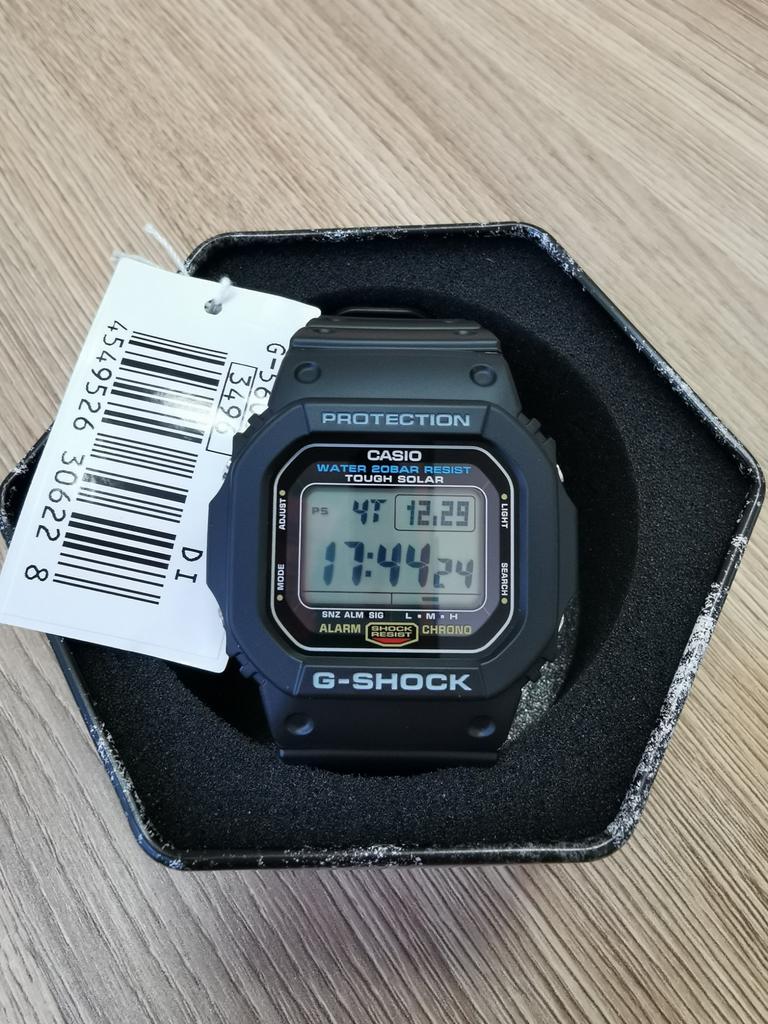 G-560
3496
4549526 30622 8
DI
PROTECTION
CASIO
WATER 20BAR RESIST
TOUGH SOLAR
ADJUST
LIGHT
PS 4T 12.29
17:44 24
MODE
SEARCH
SNZ ALM SIG L • M • H
ALARM SHOCK RESIST CHRONO
G-SHOCK